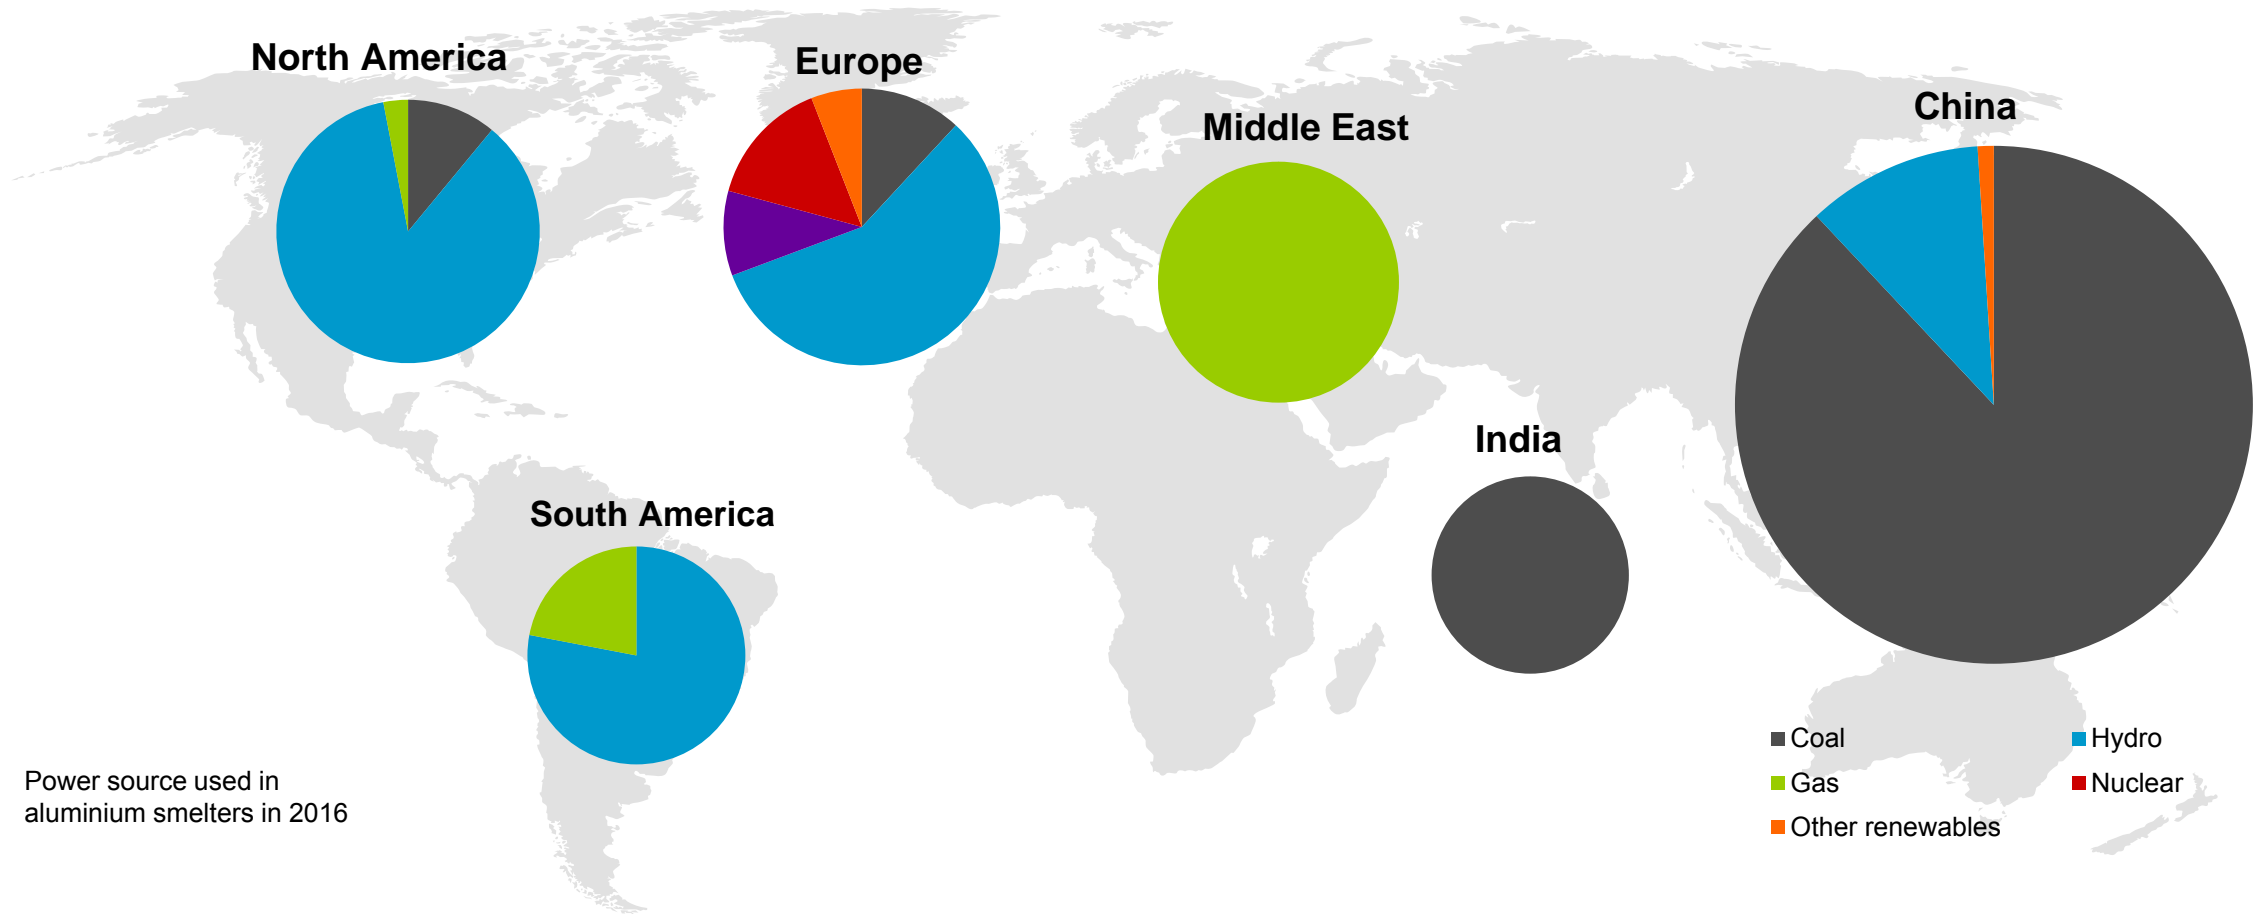 North America
Europe
Middle East
China
India
South America
Power source used in
aluminium smelters in 2016
Coal
Hydro
Gas
Nuclear
Other renewables